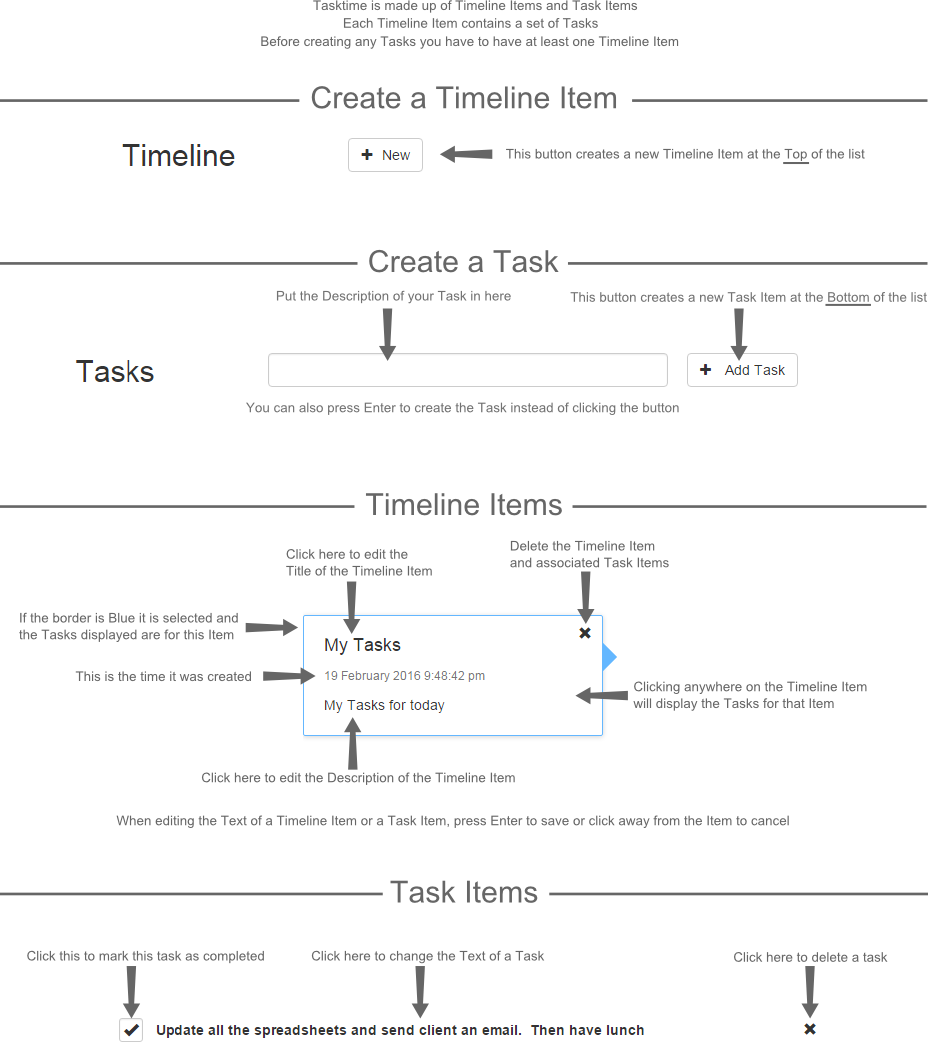 Tasktime is made up of Timeline Items and Task Items
Each Timeline Item contains a set of Tasks
Before creating any Tasks you have to have at least one Timeline Item
Create a Timeline Item
Timeline
New
This button creates a new Timeline Item at the Top of the list
Create a Task
Put the Description of your Task in here
This button creates a new Task Item at the Bottom of the list
Tasks
Add Task
You can also press Enter to create the Task instead of clicking the button
Timeline Items
Click here to edit the
Title of the Timeline Item
Delete the Timeline Item
and associated Task Items
If the border is Blue it is selected and
the Tasks displayed are for this Item
My Tasks
This is the time it was created
19 February 2016 9:48:42 pm
Clicking anywhere on the Timeline Item
will display the Tasks for that Item
My Tasks for today
Click here to edit the Description of the Timeline Item
When editing the Text of a Timeline Item or a Task Item, press Enter to save or click away from the Item to cancel
Task Items
Click this to mark this task as completed
Click here to change the Text of a Task
Click here to delete a task
Update all the spreadsheets and send client an email.  Then have lunch